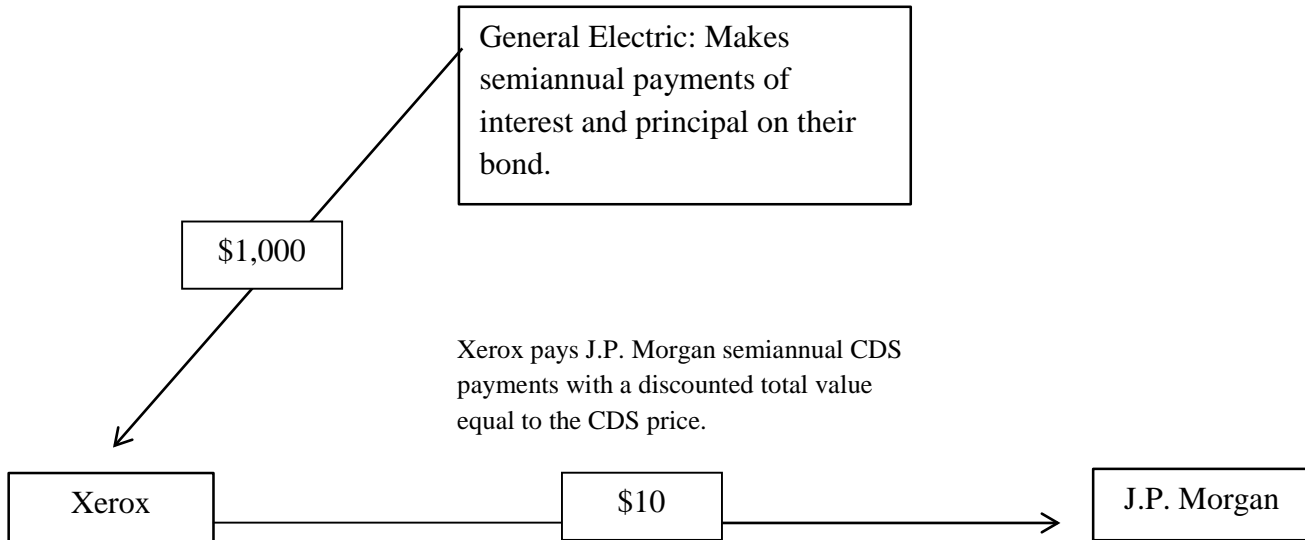 General Electric: Makes
semiannual payments of
interest and principal on their
bond.
$1,000
Xerox pays J.P. Morgan semiannual CDS
payments with a discounted total value
equal to the CDS price.
Xerox
$10
J.P. Morgan